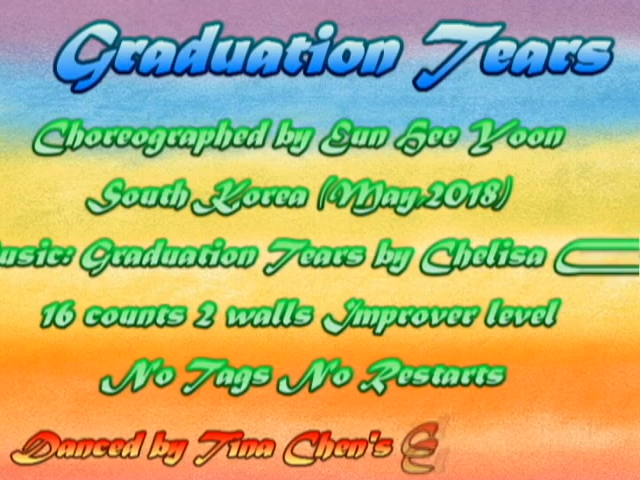 Graduation Tears
Choreographed by Eun Hee Yoon
South Korea (May,2018)
usic: Graduation Tears by Chelisa C
16 counts 2 walls Improver level
No Tags No Restarts
Danced by Tina Chen's